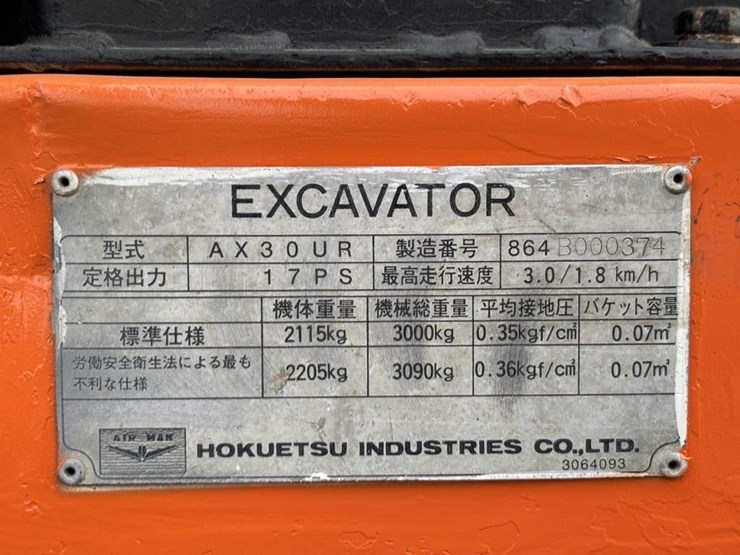 EXCAVATOR
型式 AX30UR 製造番号 864B000374
定格出力 17PS 最高走行速度 3.0/1.8 km/h
機体重量 機械総重量 平均接地圧 バケット容量
標準仕様 2115kg 3000kg 0.35kgf/c㎡ 0.07㎥
労働安全衛生法による最も
不利な仕様 2205kg 3090kg 0.36kgf/c㎡ 0.07㎥
AIR MAN HOKUETSU INDUSTRIES CO.,LTD.
3064093